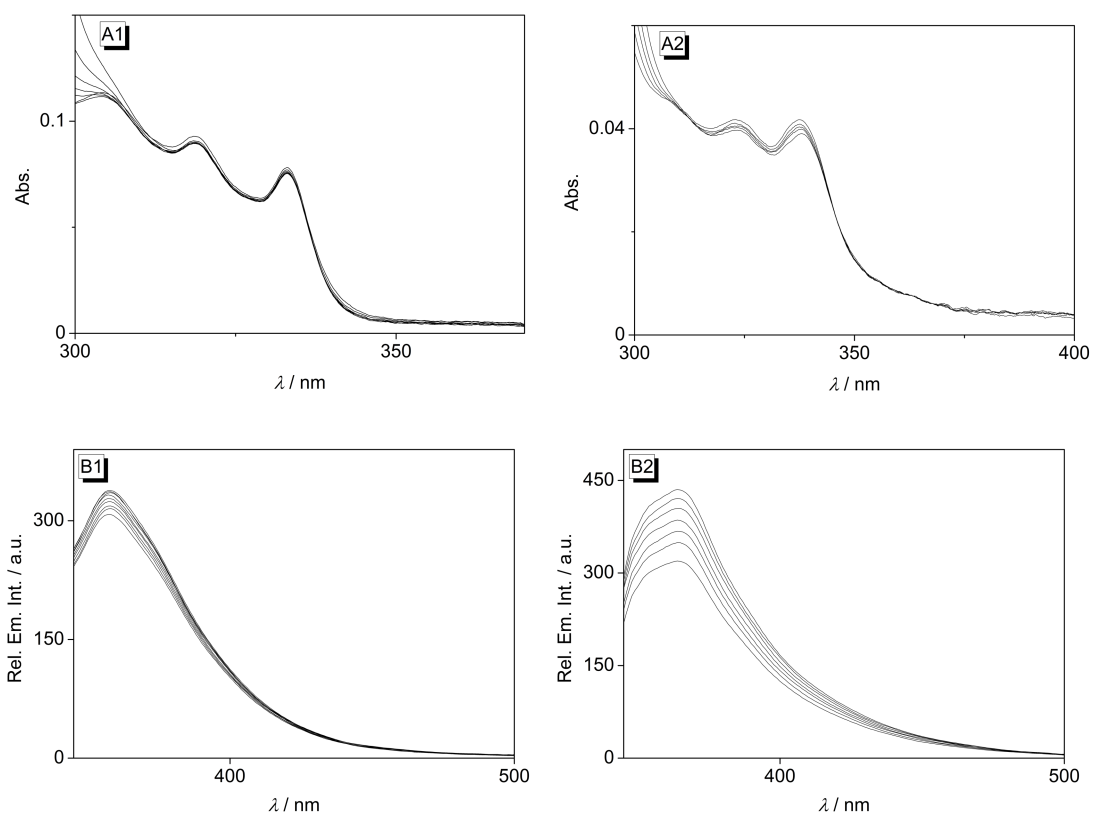 A1
0.1
0
300
350
Abs.
λ / nm
A2
0.04
0
300
350
400
Abs.
λ / nm
B1
300
150
0
400
500
Rel. Em. Int. / a.u.
λ / nm
B2
450
300
150
0
400
500
Rel. Em. Int. / a.u.
λ / nm